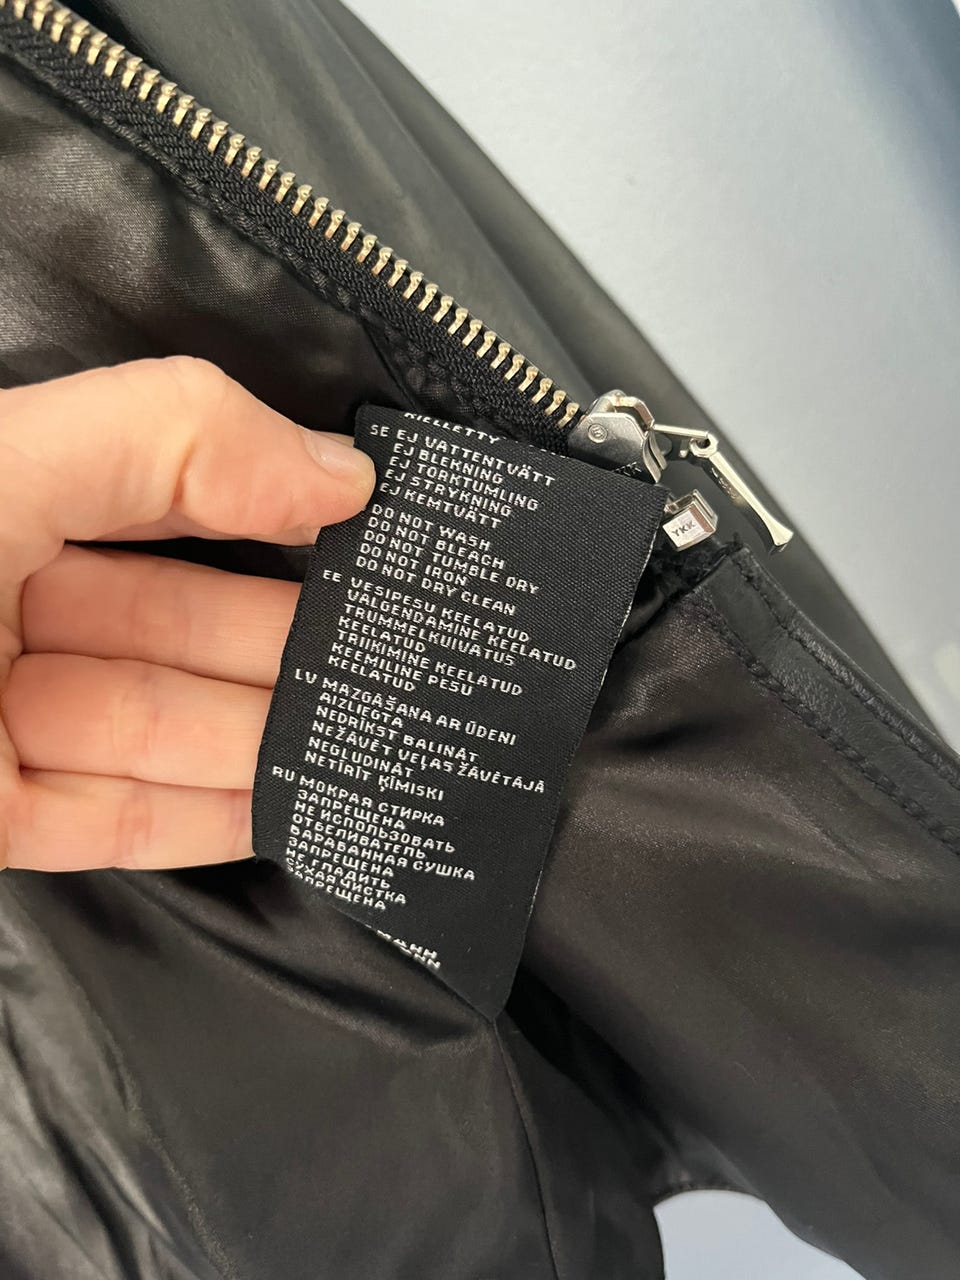 KIELLETTY
SE EJ VATTENTVÄTT
EJ BLEKNING
EJ TORKTUMLING
EJ STRYKNING
EJ KEMTVÄTT
DO NOT WASH
DO NOT BLEACH
DO NOT TUMBLE DRY
DO NOT IRON
DO NOT DRY CLEAN
EE VESIPESU KEELATUD
VALGENDAMINE KEELATUD
TRUMMELKUIVATUS
KEELATUD
TRIIKIMINE KEELATUD
KEEMILINE PESU
KEELATUD
LV MAZGĀŠANA AR ŪDENI
AIZLIEGTA
NEDRĪKST BALINĀT
NEŽĀVĒT VEĻAS ŽĀVĒTĀJĀ
NEGLUDINĀT
NETĪRĪT ĶĪMISKI
RU МОКРАЯ СТИРКА
ЗАПРЕЩЕНА
НЕ ИСПОЛЬЗОВАТЬ
ОТБЕЛИВАТЕЛЬ
БАРАБАННАЯ СУШКА
ЗАПРЕЩЕНА
НЕ ГЛАДИТЬ
СУХАЯ ЧИСТКА
ЗАПРЕЩЕНА
YKK